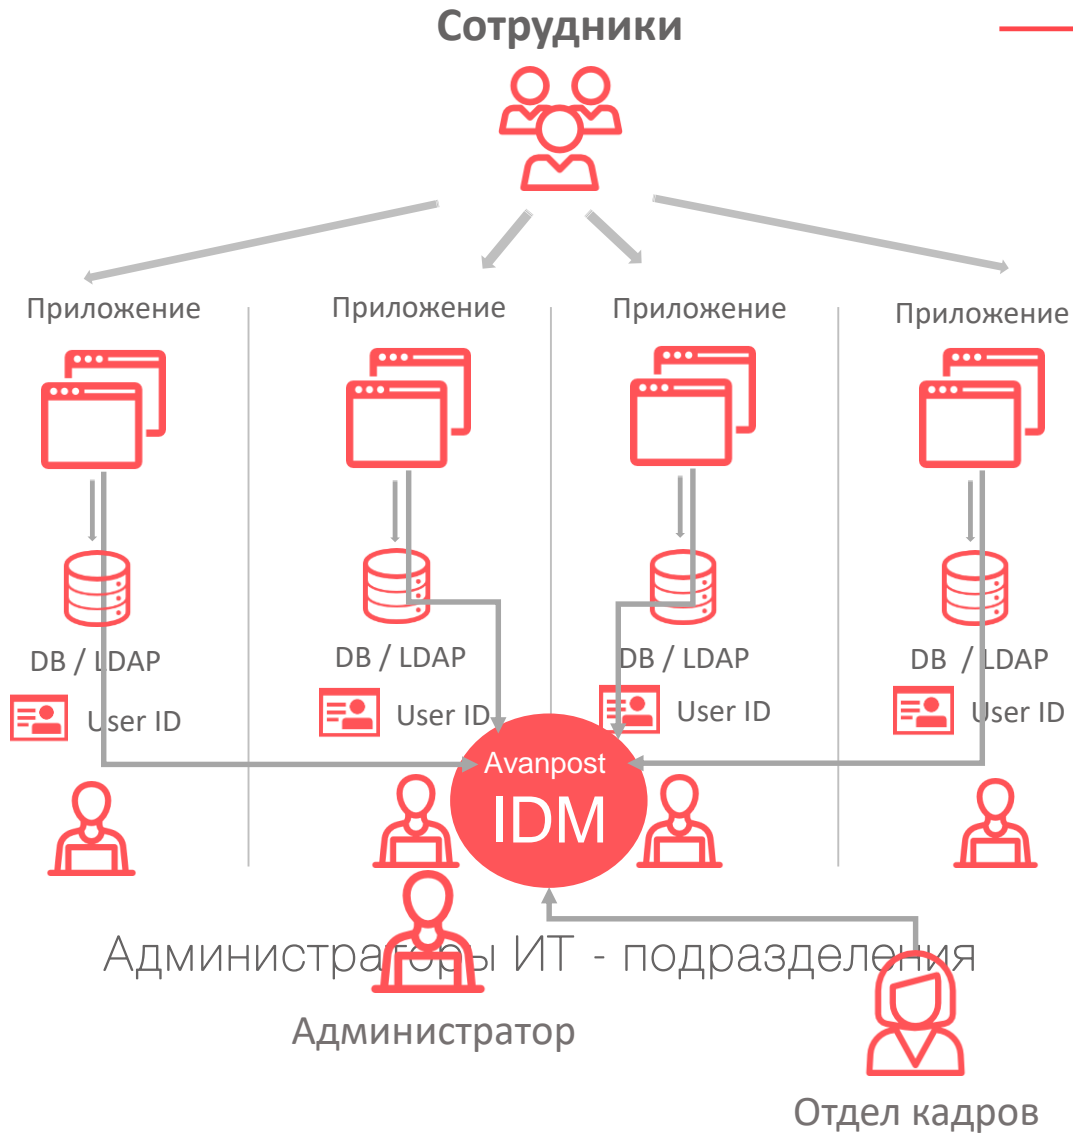 Сотрудники
Приложение
Приложение
Приложение
Приложение
DB / LDAP
DB / LDAP
DB / LDAP
DB / LDAP
User ID
User ID
User ID
User ID
Avanpost
IDM
Администраторы ИТ - подразделения
Администратор
Отдел кадров